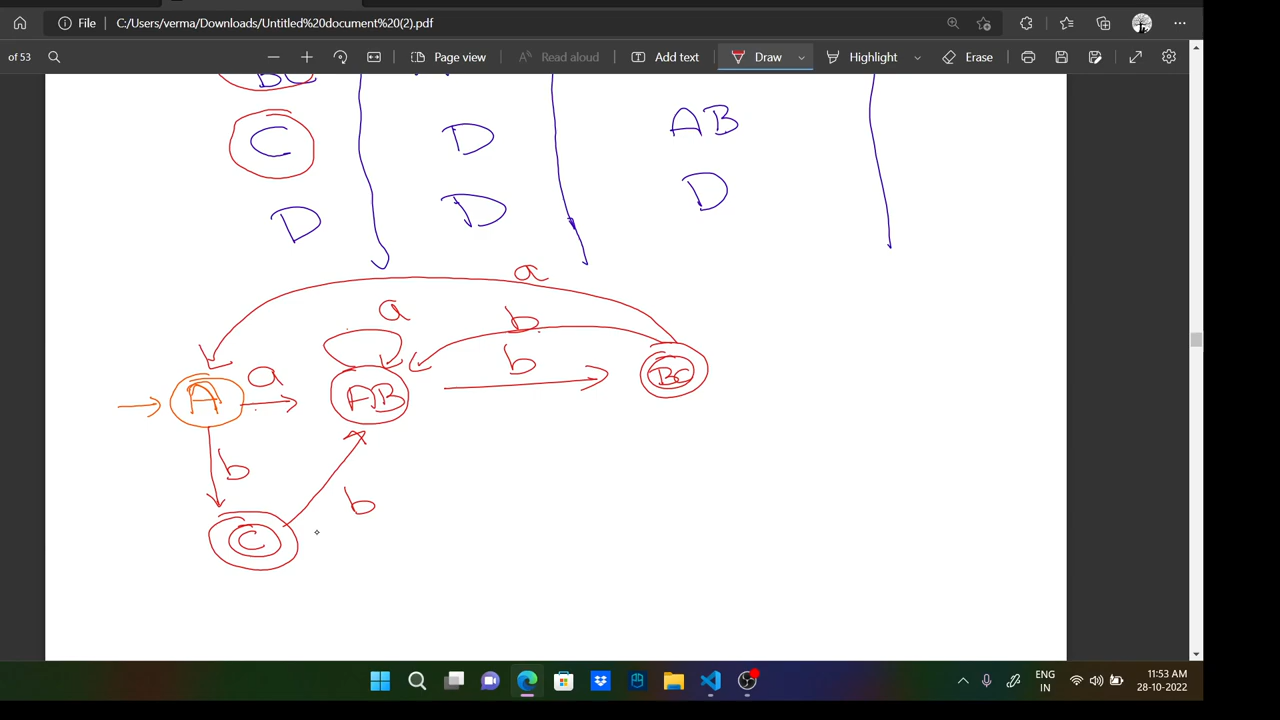 File C:/Users/verma/Downloads/Untitled%20document%20(2).pdf
of 53 Page view Read aloud Add text Draw Highlight Erase
BC
C D AB
D D D
a
a
b
b
a
A AB BC
b
b
C
ENG
IN
11:53 AM
28-10-2022